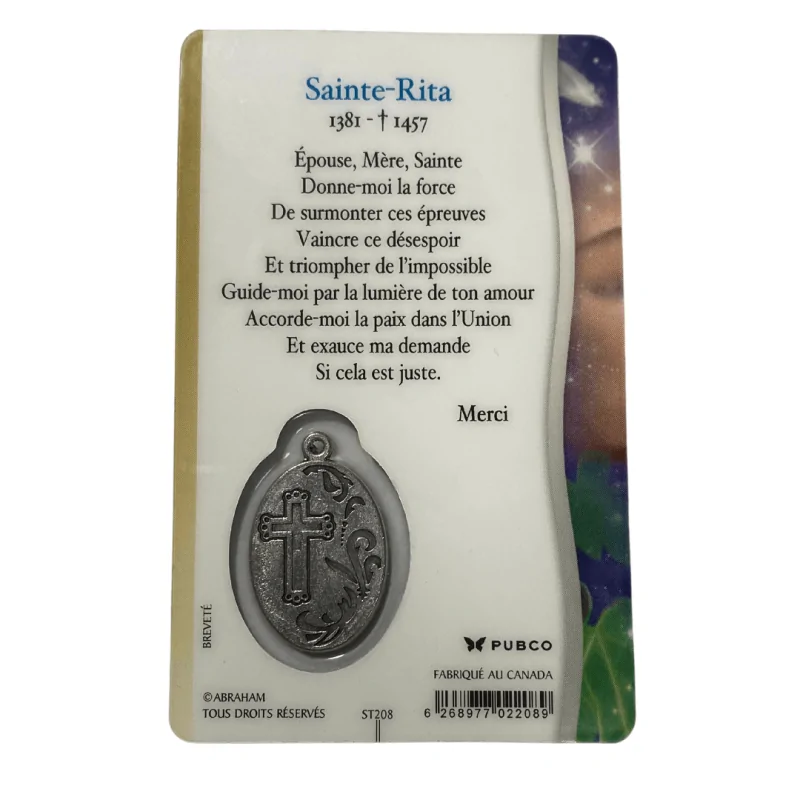 Sainte-Rita
1381 - † 1457
Épouse, Mère, Sainte
Donne-moi la force
De surmonter ces épreuves
Vaincre ce désespoir
Et triompher de l'impossible
Guide-moi par la lumière de ton amour
Accorde-moi la paix dans l'Union
Et exauce ma demande
Si cela est juste.
Merci
BREVETÉ
PUBCO
FABRIQUÉ AU CANADA
© ABRAHAM
TOUS DROITS RÉSERVÉS
ST208
6 268977 022089